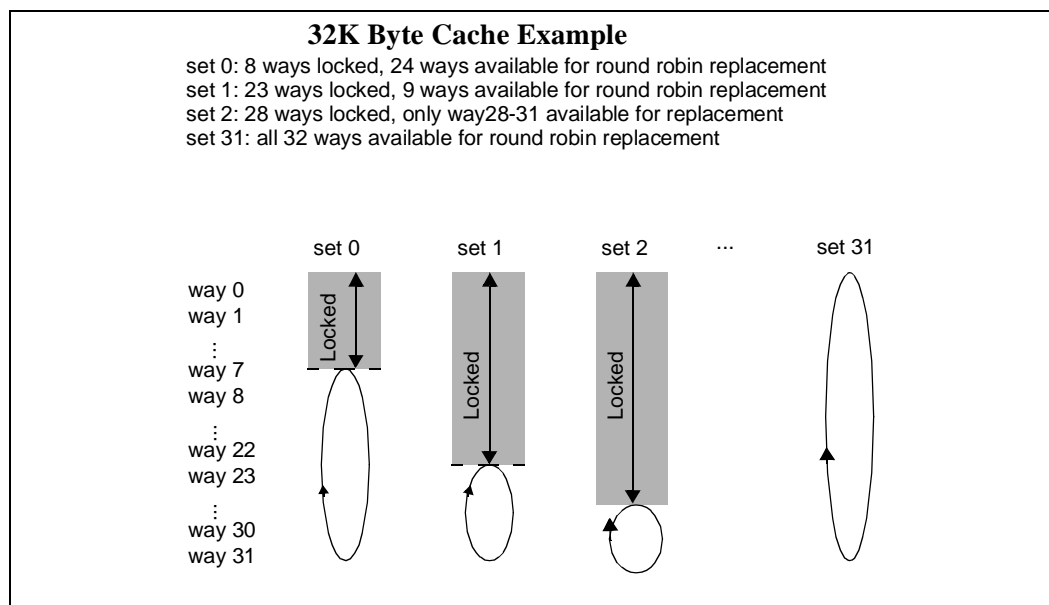 32K Byte Cache Example
set 0: 8 ways locked, 24 ways available for round robin replacement
set 1: 23 ways locked, 9 ways available for round robin replacement
set 2: 28 ways locked, only way28-31 available for replacement
set 31: all 32 ways available for round robin replacement
set 0 set 1 set 2 ... set 31
way 0
way 1
...
way 7
way 8
...
way 22
way 23
...
way 30
way 31
Locked
Locked
Locked